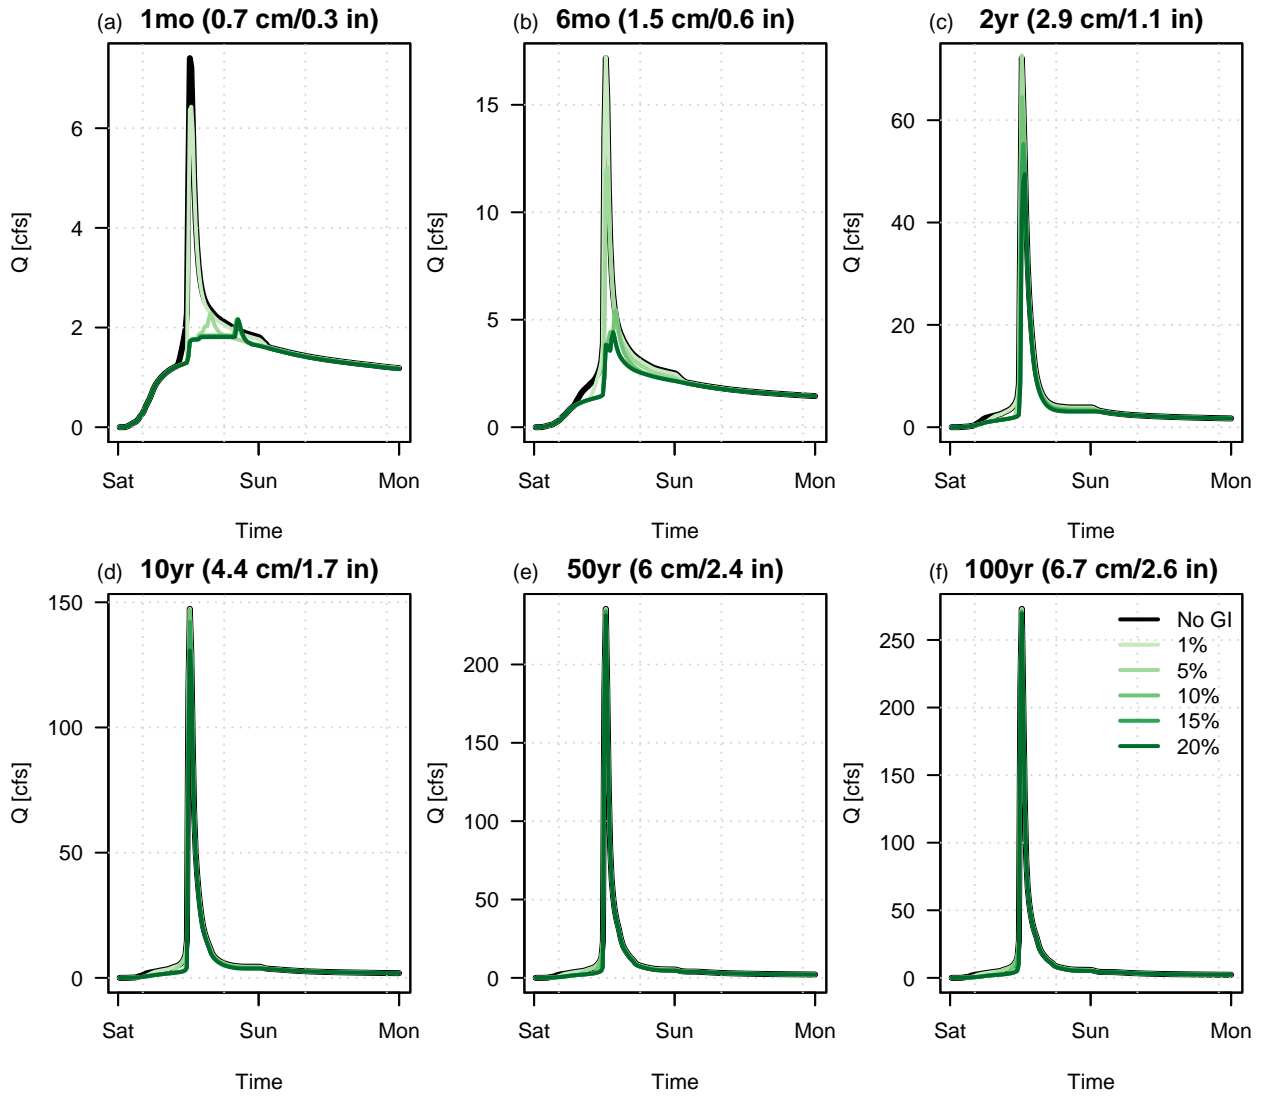 (a) 1mo (0.7 cm/0.3 in)
Q [cfs]
6
4
2
0
Sat Sun Mon
Time
(b) 6mo (1.5 cm/0.6 in)
Q [cfs]
15
10
5
0
Sat Sun Mon
Time
(c) 2yr (2.9 cm/1.1 in)
Q [cfs]
60
40
20
0
Sat Sun Mon
Time
(d) 10yr (4.4 cm/1.7 in)
Q [cfs]
150
100
50
0
Sat Sun Mon
Time
(e) 50yr (6 cm/2.4 in)
Q [cfs]
200
150
100
50
0
Sat Sun Mon
Time
(f) 100yr (6.7 cm/2.6 in)
Q [cfs]
250
200
150
100
50
0
No GI
1%
5%
10%
15%
20%
Sat Sun Mon
Time